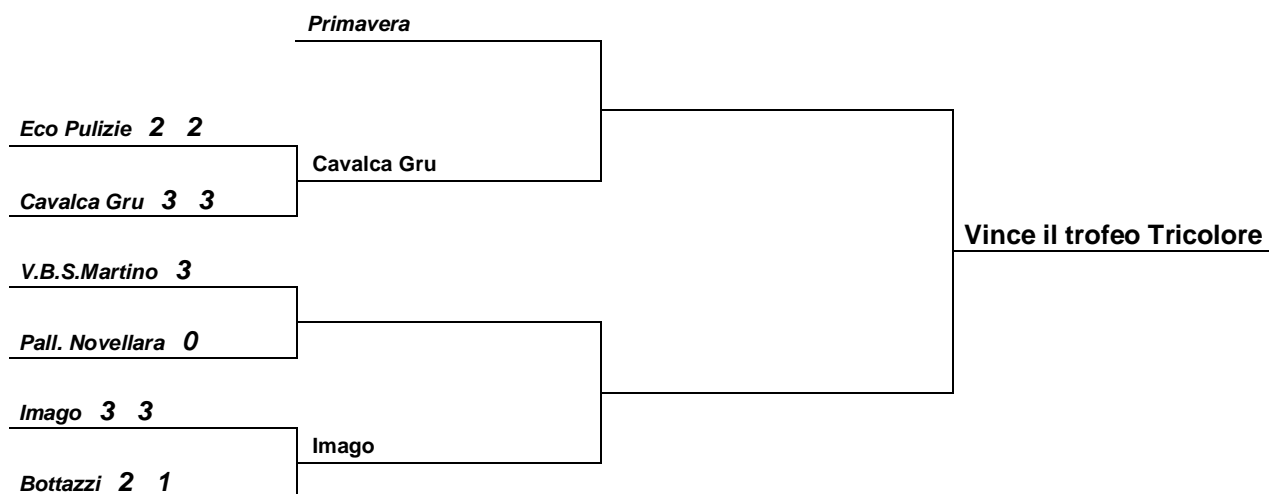 Primavera
Eco Pulizie 2 2
Cavalca Gru
Cavalca Gru 3 3
Vince il trofeo Tricolore
V.B.S.Martino 3
Pall. Novellara 0
Imago 3 3
Imago
Bottazzi 2 1